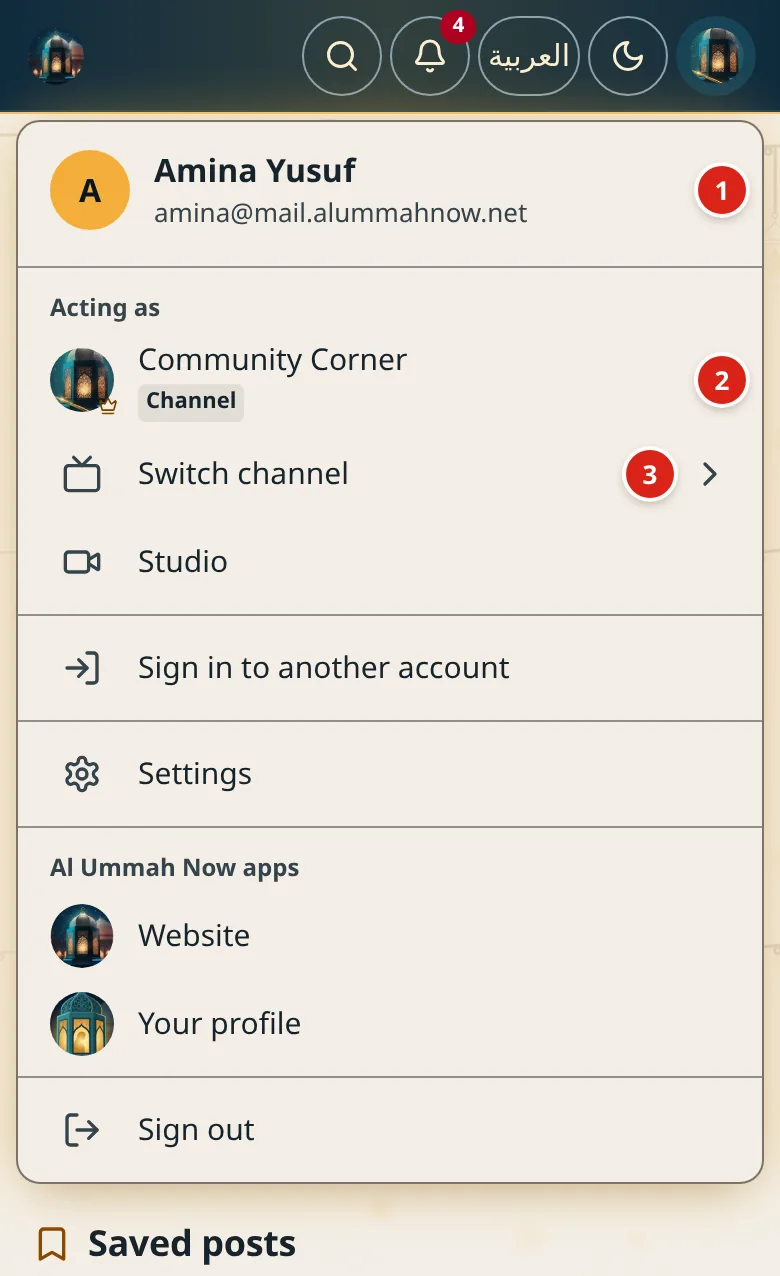 4
العربية
Amina Yusuf
amina@mail.alummahnow.net
1
Acting as
Community Corner
Channel
2
Switch channel
3
Studio
Sign in to another account
Settings
Al Ummah Now apps
Website
Your profile
Sign out
Saved posts
A